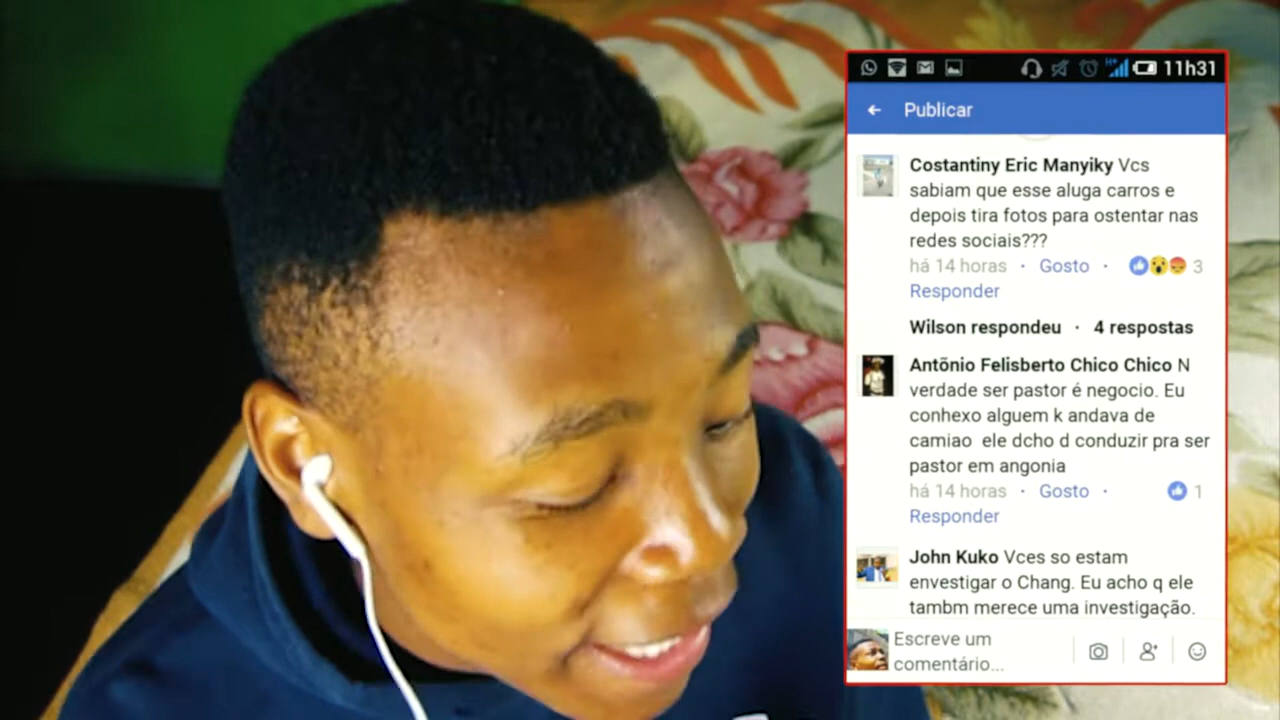 11h31
Publicar
Costantiny Eric Manyiky Vcs
sabiam que esse aluga carros e
depois tira fotos para ostentar nas
redes sociais???
há 14 horas · Gosto · 3
Responder
Wilson respondeu · 4 respostas
Antõnio Felisberto Chico Chico N
verdade ser pastor é negocio. Eu
conhexo alguem k andava de
camiao ele dcho d conduzir pra ser
pastor em angonia
há 14 horas · Gosto · 1
Responder
John Kuko Vces so estam
envestigar o Chang. Eu acho q ele
tambm merece uma investigação.
Escreve um
comentário...